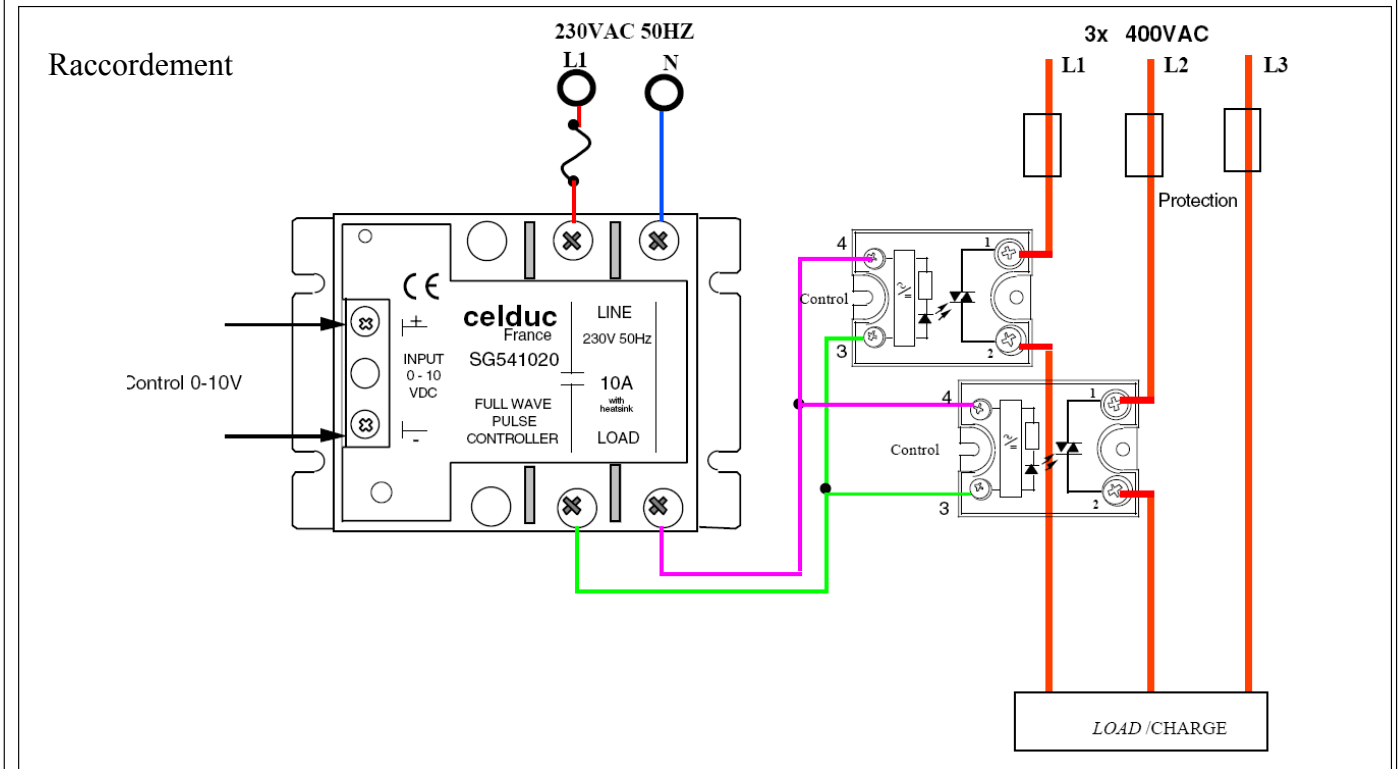 230VAC 50HZ
L1
N
Raccordement
3x 400VAC
L1
L2
L3
Protection
+
INPUT
0 - 10
VDC
-
Control 0-10V
CE
celduc
France
SG541020
FULL WAVE
PULSE
CONTROLLER
LINE
230V 50Hz
10A
with
heatsink
LOAD
4
Control
3
~/=
1
2
4
Control
3
~/=
1
2
LOAD /CHARGE